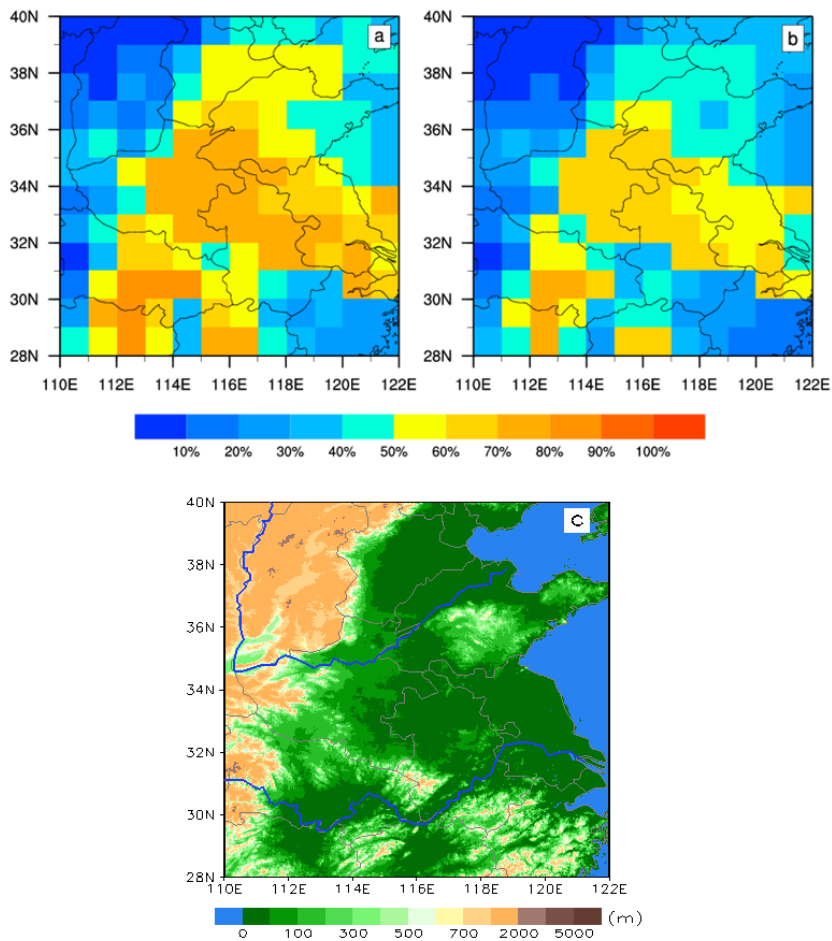 40N 38N 36N 34N 32N 30N 28N
a
110E 112E 114E 116E 118E 120E 122E
40N 38N 36N 34N 32N 30N 28N
b
110E 112E 114E 116E 118E 120E 122E
10% 20% 30% 40% 50% 60% 70% 80% 90% 100%
40N 38N 36N 34N 32N 30N 28N
c
110E 112E 114E 116E 118E 120E 122E
0 100 300 500 700 2000 5000 (m)